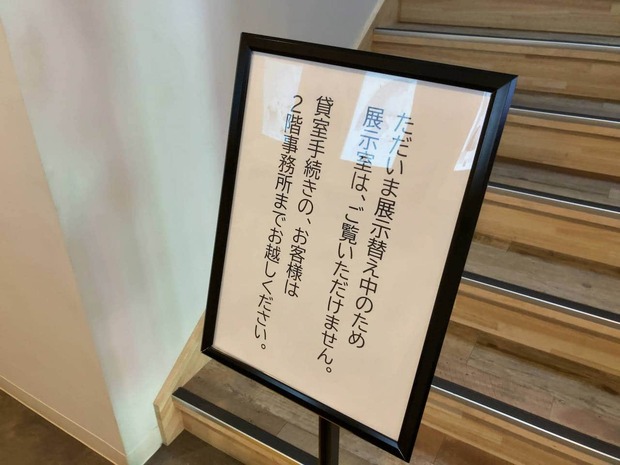 ただいま展示替え中のため
展示室は、ご覧いただけません。
貸室手続きの、お客様は
2階事務所までお越しください。